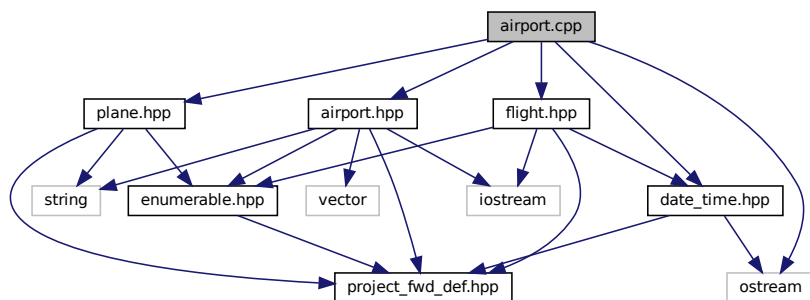 airport.cpp
plane.hpp
airport.hpp
flight.hpp
string
enumerable.hpp
vector
iostream
date_time.hpp
project_fwd_def.hpp
ostream